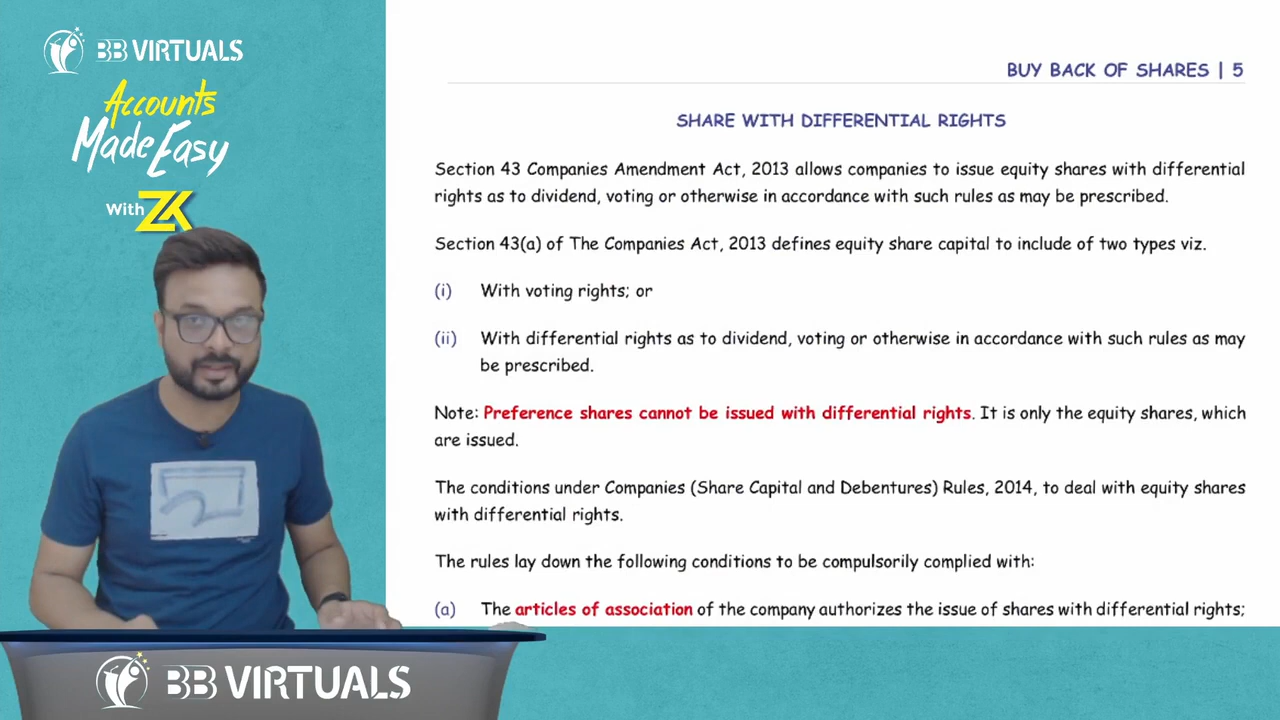 BB VIRTUALS
Accounts
Made Easy
With ZK
BUY BACK OF SHARES | 5
SHARE WITH DIFFERENTIAL RIGHTS
Section 43 Companies Amendment Act, 2013 allows companies to issue equity shares with differential
rights as to dividend, voting or otherwise in accordance with such rules as may be prescribed.
Section 43(a) of The Companies Act, 2013 defines equity share capital to include of two types viz.
(i) With voting rights; or
(ii) With differential rights as to dividend, voting or otherwise in accordance with such rules as may
be prescribed.
Note: Preference shares cannot be issued with differential rights. It is only the equity shares, which
are issued.
The conditions under Companies (Share Capital and Debentures) Rules, 2014, to deal with equity shares
with differential rights.
The rules lay down the following conditions to be compulsorily complied with:
(a) The articles of association of the company authorizes the issue of shares with differential rights;
BB VIRTUALS